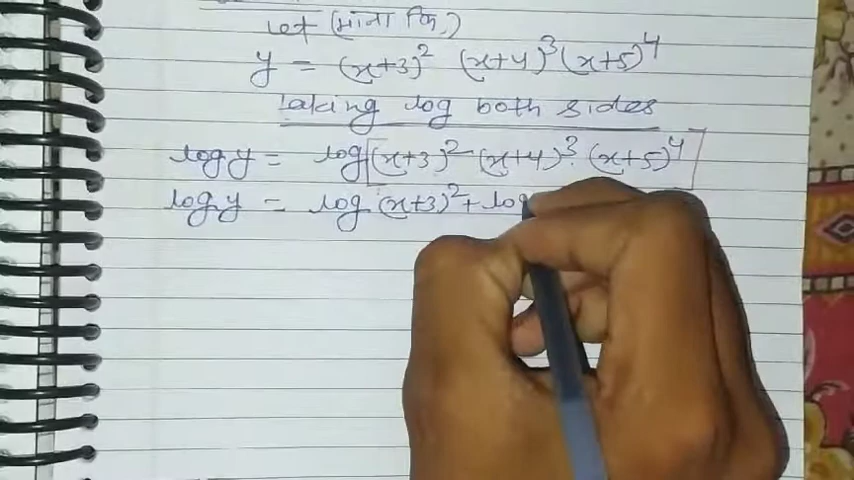 let (माना कि)
y = (x+3)² (x+4)³ (x+5)⁴
taking log both sides
log y = log (x+3)² (x+4)³ · (x+5)⁴
log y = log (x+3)² + log